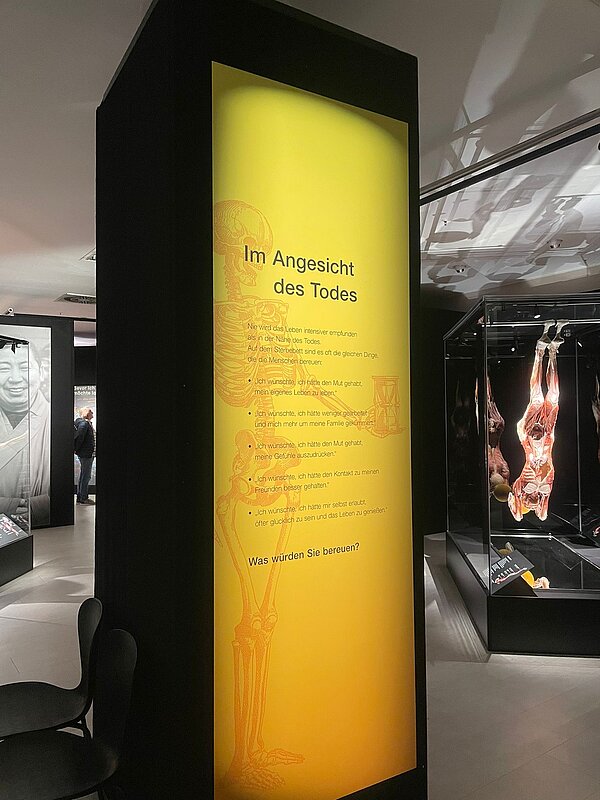 Im Angesicht
des Todes
Nie wird das Leben intensiver empfunden
als in der Nähe des Todes.
Auf dem Sterbebett sind es oft die gleichen Dinge,
die die Menschen bereuen:
• „Ich wünschte, ich hätte den Mut gehabt,
mein eigenes Leben zu leben.“
• „Ich wünschte, ich hätte weniger gearbeitet
und mich mehr um meine Familie gekümmert.“
• „Ich wünschte, ich hätte den Mut gehabt,
meine Gefühle auszudrücken.“
• „Ich wünschte, ich hätte den Kontakt zu meinen
Freunden besser gehalten.“
• „Ich wünschte, ich hätte mir selbst erlaubt,
öfter glücklich zu sein und das Leben zu genießen.“
Was würden Sie bereuen?